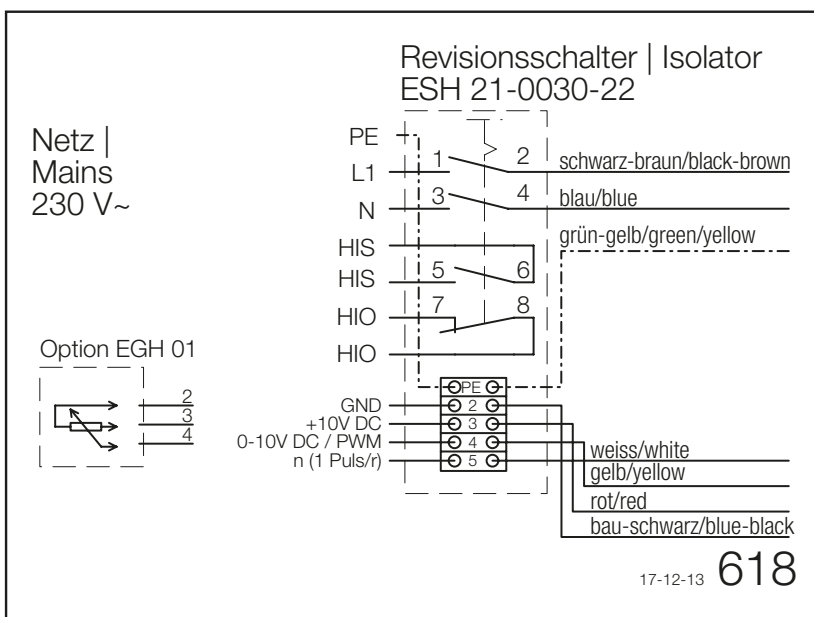 Revisionsschalter | Isolator
ESH 21-0030-22
Netz |
Mains
230 V~
PE
L1 1 2 schwarz-braun/black-brown
N 3 4 blau/blue
grün-gelb/green/yellow
HIS
HIS 5 6
HIO 7 8
HIO
Option EGH 01
2
3
4
PE
GND 2
+10V DC 3
0-10V DC / PWM 4
n (1 Puls/r) 5
weiss/white
gelb/yellow
rot/red
bau-schwarz/blue-black
17-12-13 618